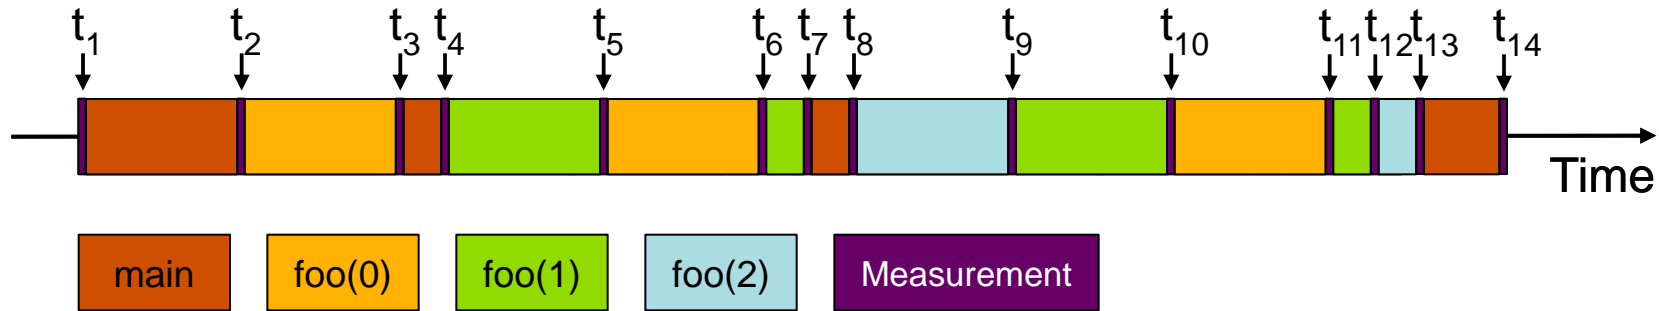 t1 t2 t3 t4 t5 t6 t7 t8 t9 t10 t11 t12 t13 t14
Time
main foo(0) foo(1) foo(2) Measurement